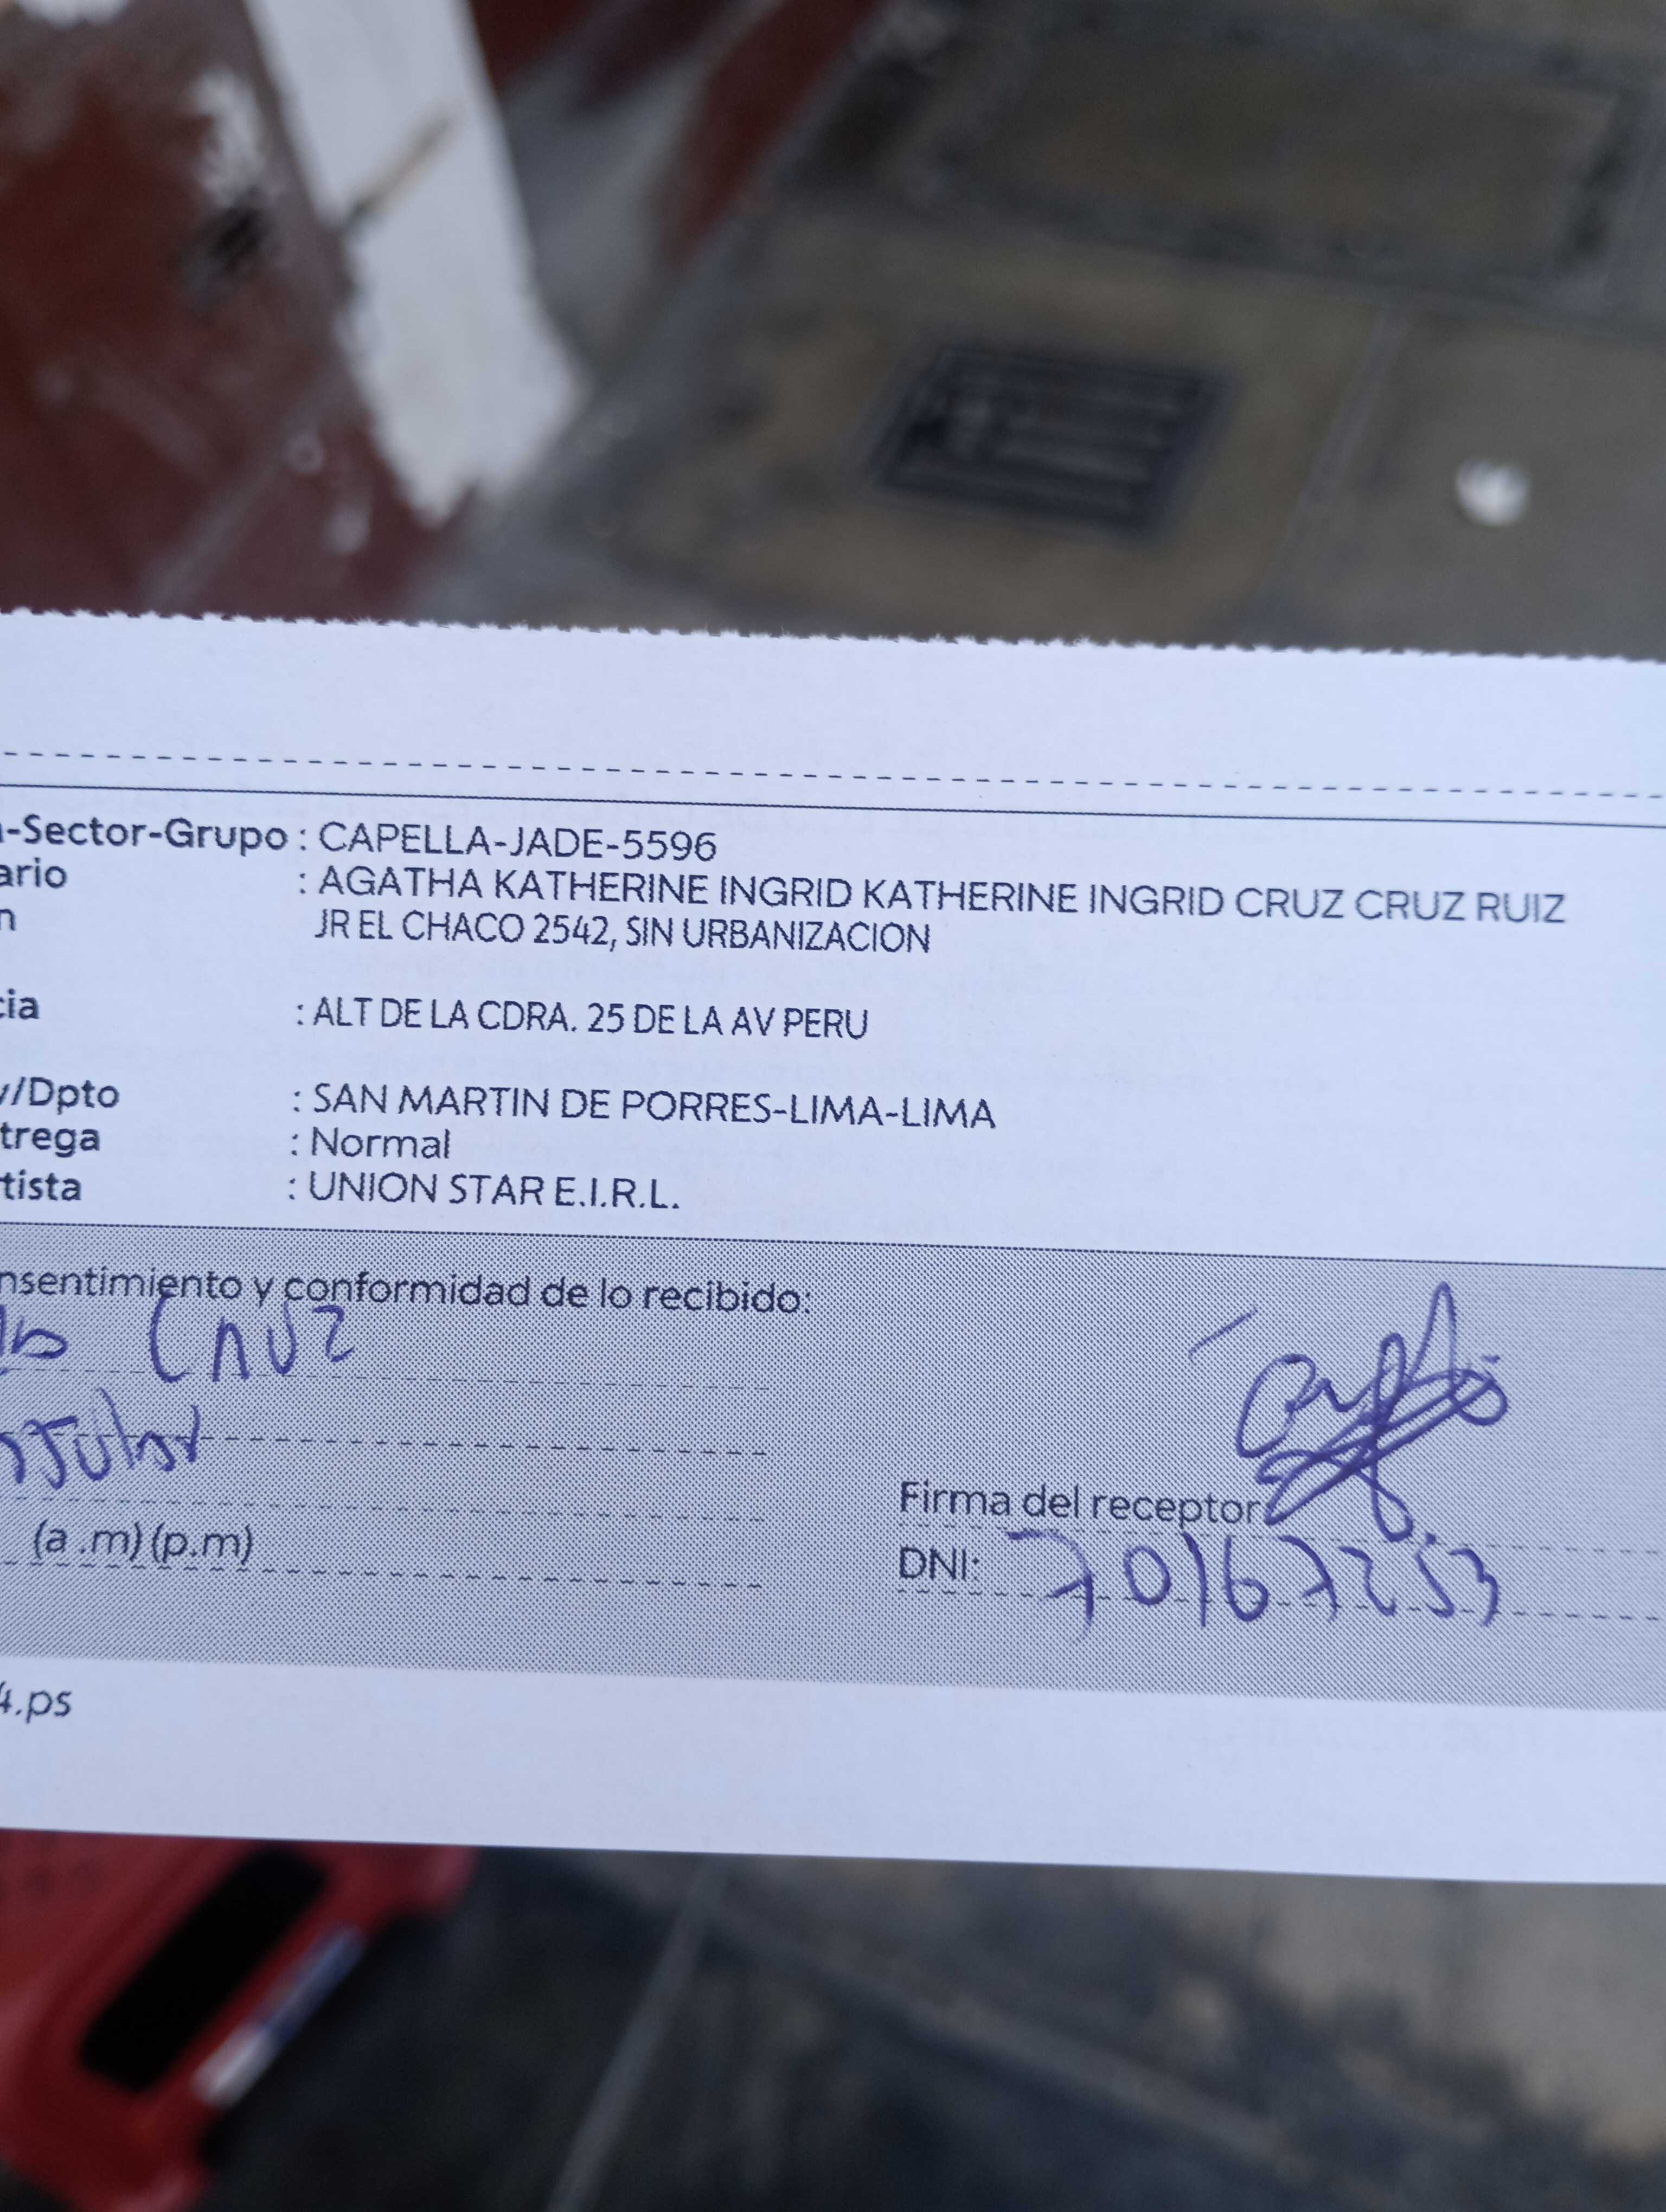 -Sector-Grupo : CAPELLA-JADE-5596
ario : AGATHA KATHERINE INGRID KATHERINE INGRID CRUZ CRUZ RUIZ
n JR EL CHACO 2542, SIN URBANIZACION
cia : ALT DE LA CDRA. 25 DE LA AV PERU
v/Dpto : SAN MARTIN DE PORRES-LIMA-LIMA
trega : Normal
tista : UNION STAR E.I.R.L.
nsentimiento y conformidad de lo recibido:
Cruz
Firma del receptor
(a .m) (p.m)
DNI: 70167253
4.ps